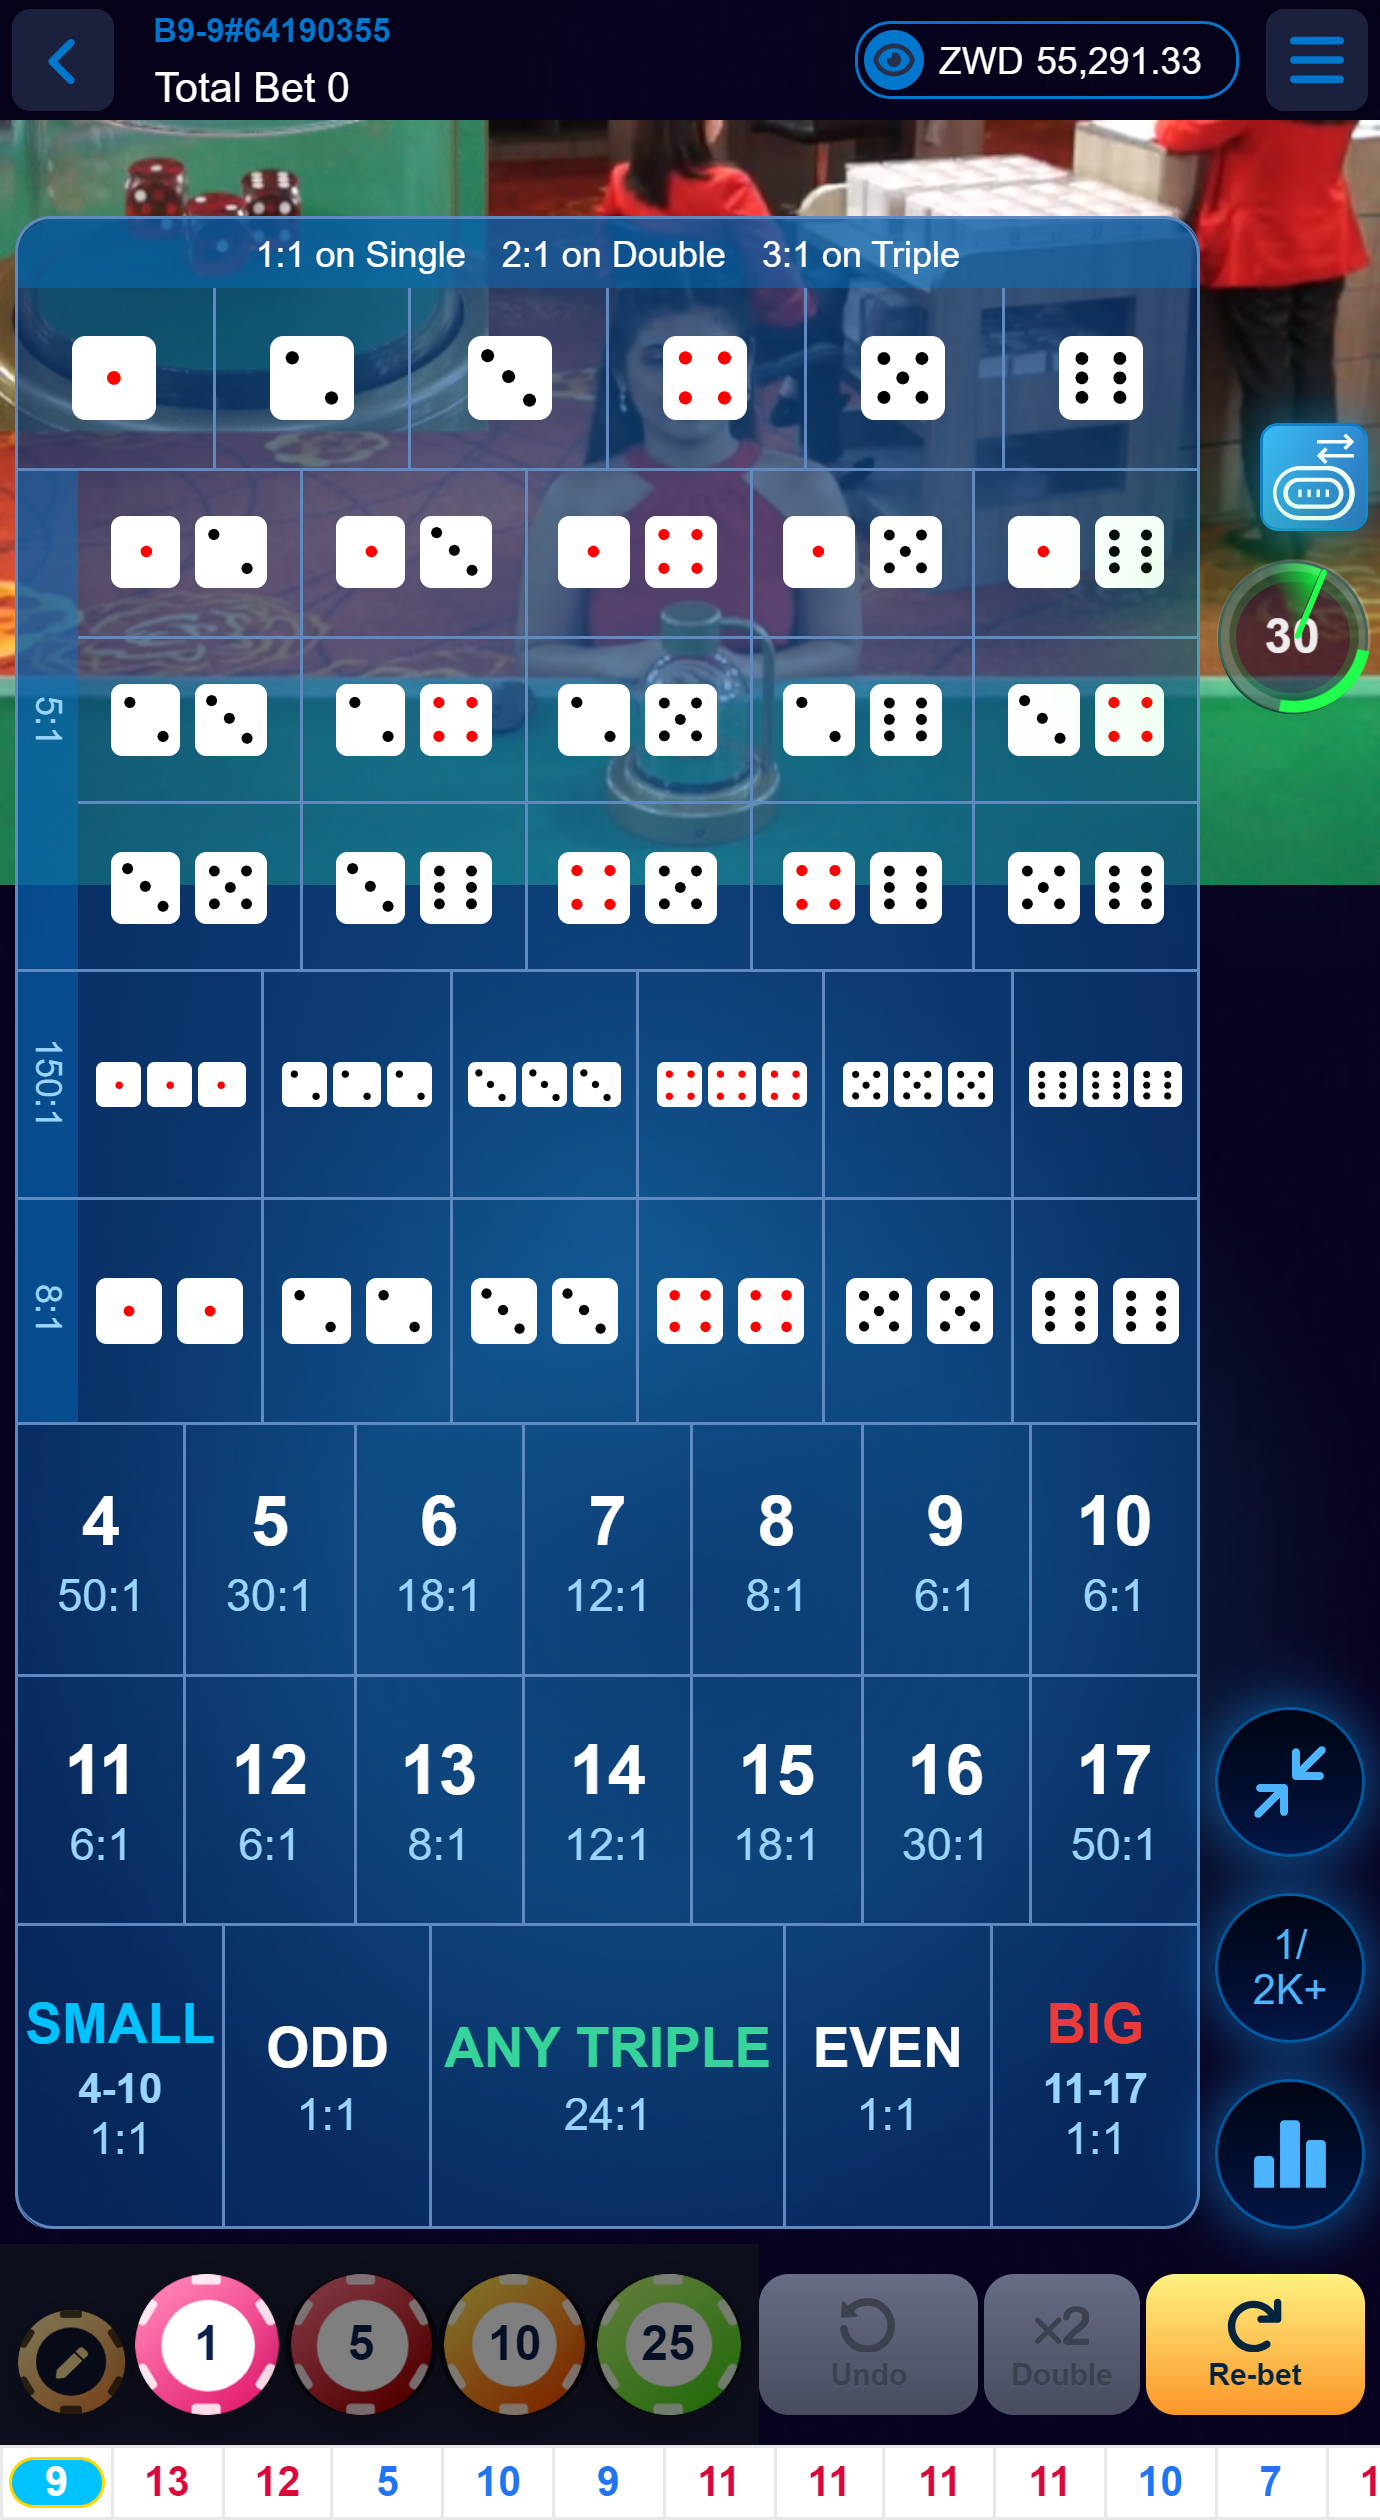 B9-9#64190355
Total Bet 0
ZWD 55,291.33
1:1 on Single 2:1 on Double 3:1 on Triple
30
5:1
150:1
8:1
4 5 6 7 8 9 10
50:1 30:1 18:1 12:1 8:1 6:1 6:1
11 12 13 14 15 16 17
6:1 6:1 8:1 12:1 18:1 30:1 50:1
1/
2K+
SMALL ODD ANY TRIPLE EVEN BIG
4-10 11-17
1:1 1:1 24:1 1:1 1:1
1 5 10 25
x2
Undo Double Re-bet
9 13 12 5 10 9 11 11 11 11 10 7